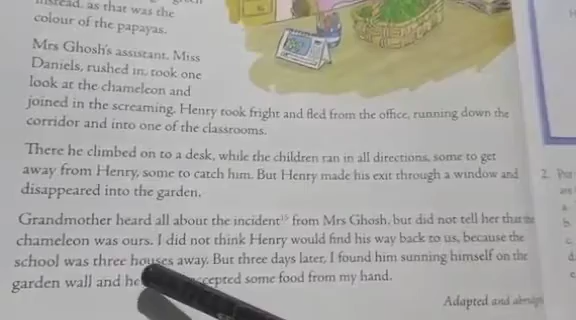 instead, as that was the
colour of the papayas.
Mrs Ghosh's assistant, Miss
Daniels, rushed in, took one
look at the chameleon and
joined in the screaming. Henry took fright and fled from the office, running down the
corridor and into one of the classrooms.
There he climbed on to a desk, while the children ran in all directions, some to get
away from Henry, some to catch him. But Henry made his exit through a window and
disappeared into the garden.
Grandmother heard all about the incident from Mrs Ghosh, but did not tell her that the
chameleon was ours. I did not think Henry would find his way back to us, because the
school was three houses away. But three days later, I found him sunning himself on the
garden wall and he accepted some food from my hand.
Adapted and
2.
a.
b.
c.
d.
e.